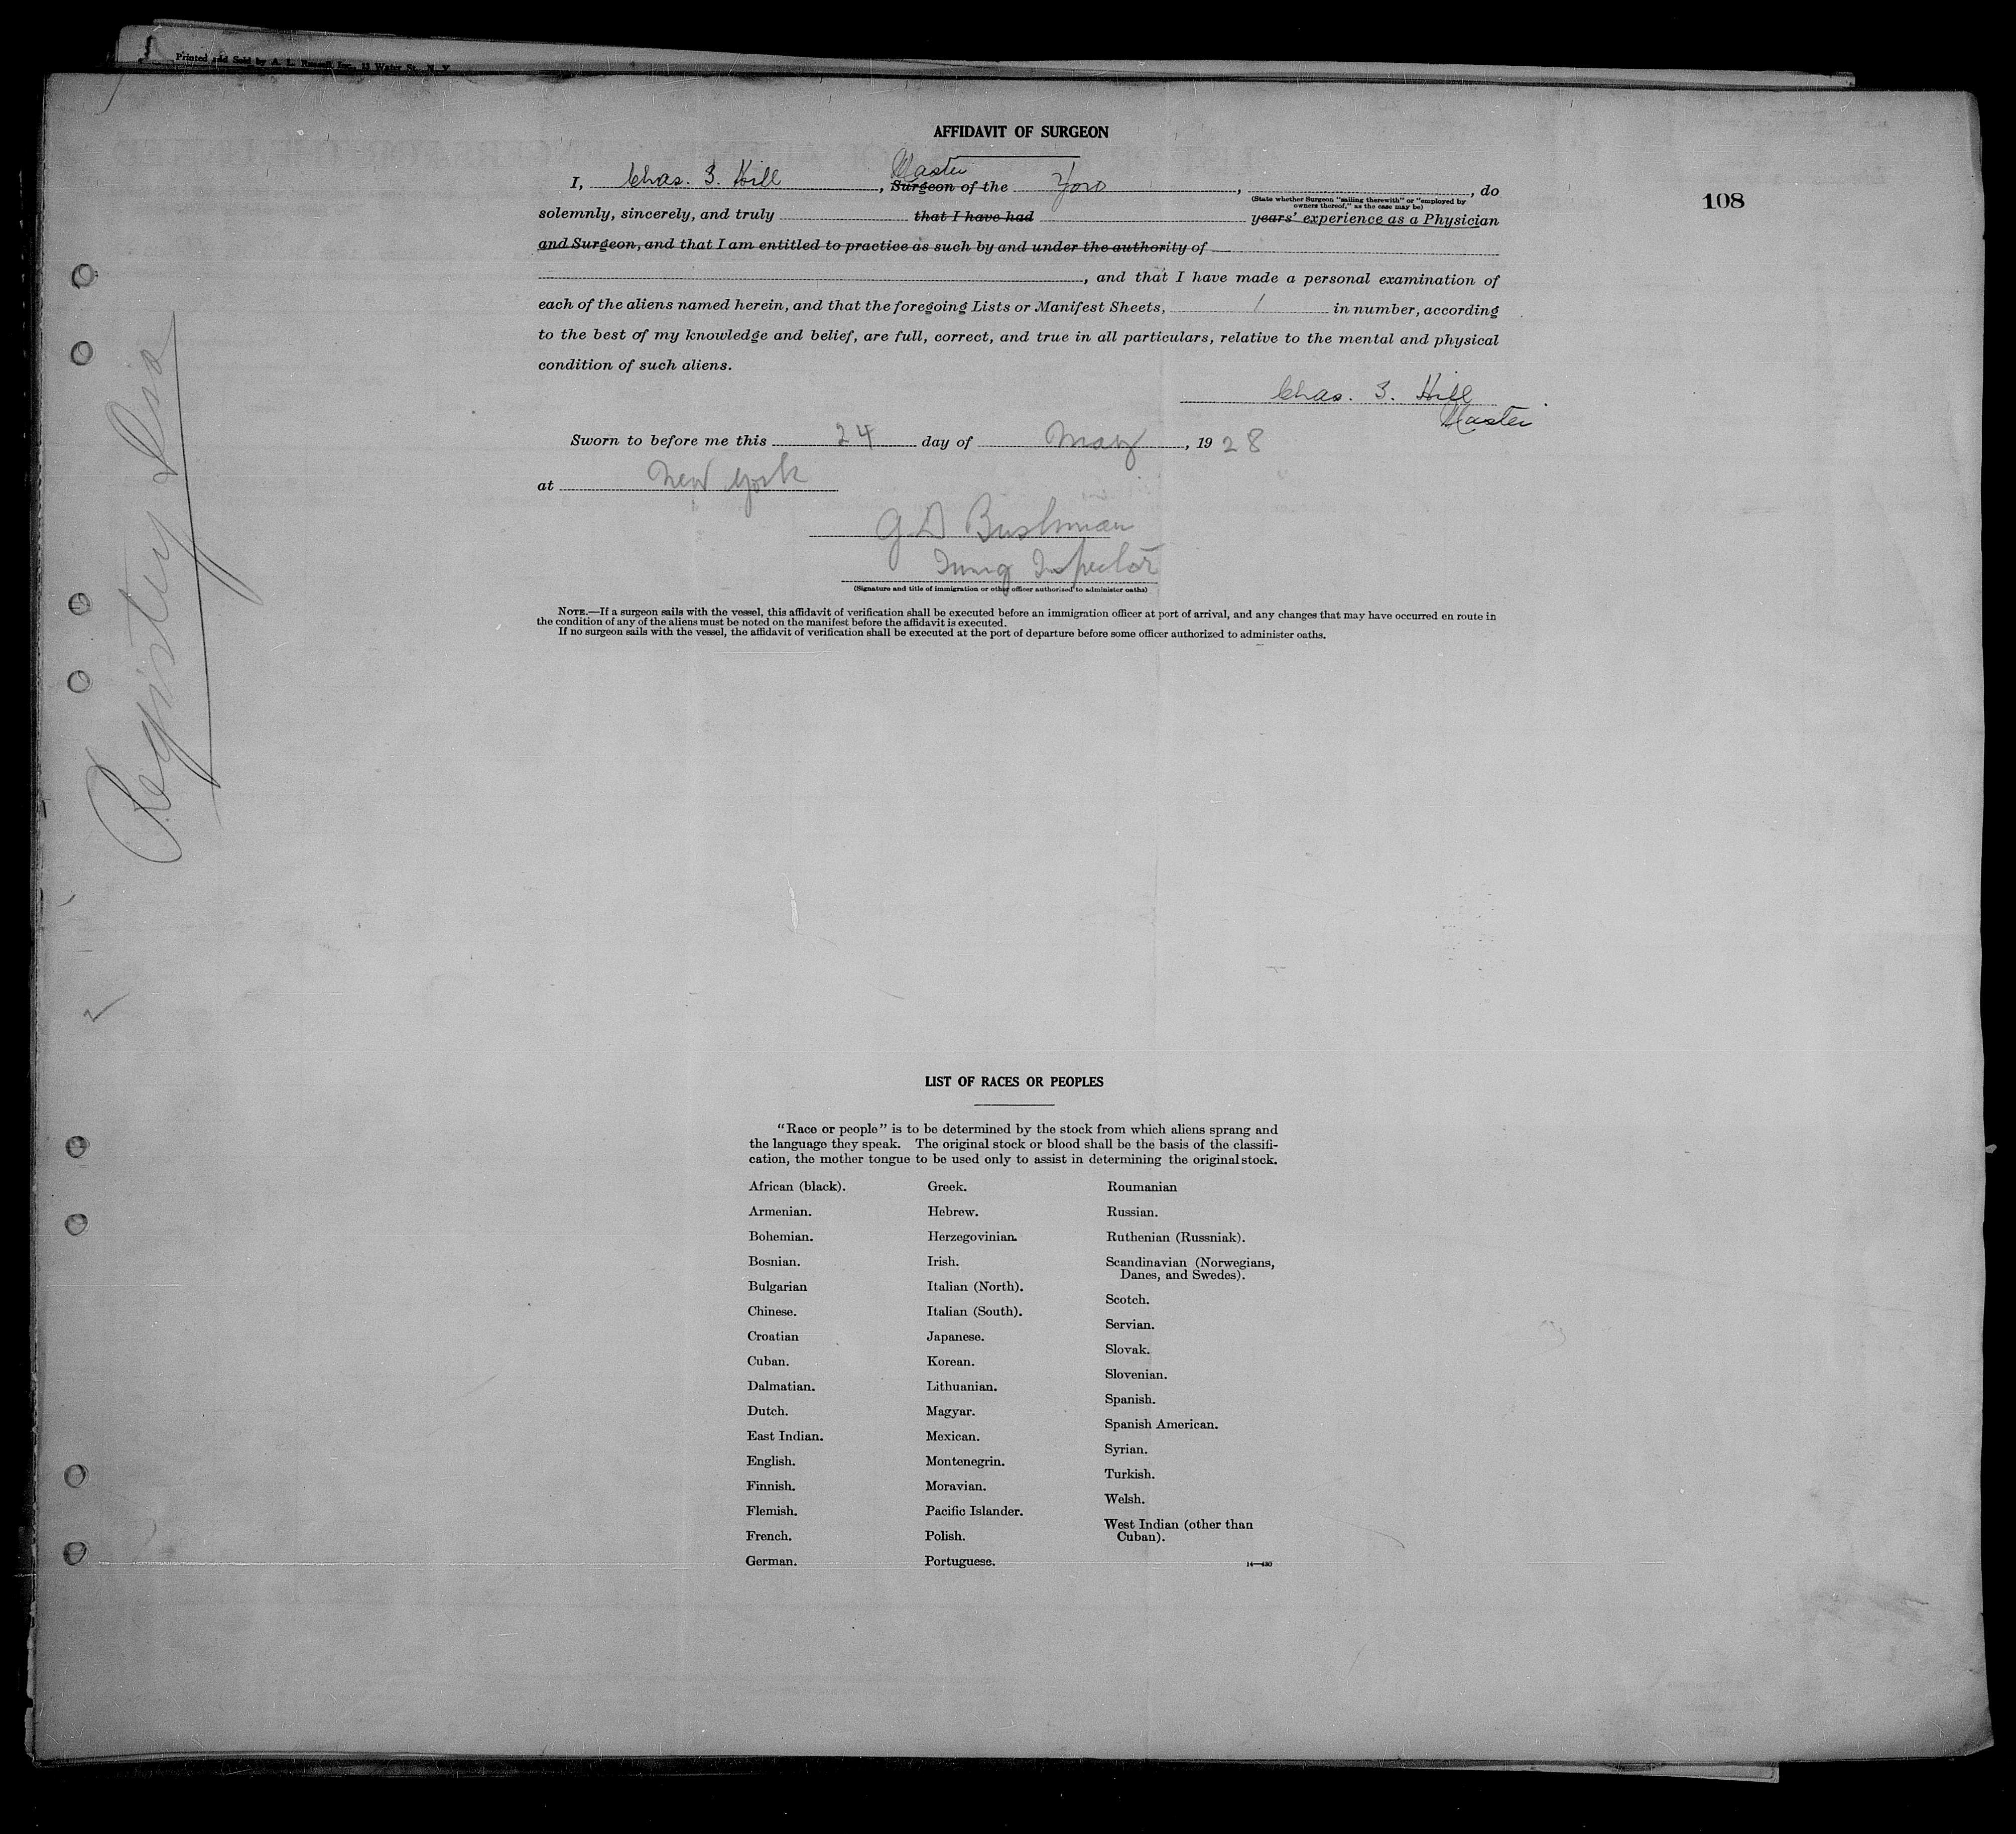 Printed and Sold by A. L. Russell, Inc., 13 Water St., N. Y.
AFFIDAVIT OF SURGEON
108
Master
I, Chas. S. Hill, Surgeon of the Yoro, , do
(State whether Surgeon "sailing therewith" or "employed by
owners thereof," as the case may be)
solemnly, sincerely, and truly that I have had years' experience as a Physician
and Surgeon, and that I am entitled to practice as such by and under the authority of
, and that I have made a personal examination of
each of the aliens named herein, and that the foregoing Lists or Manifest Sheets, 1 in number, according
to the best of my knowledge and belief, are full, correct, and true in all particulars, relative to the mental and physical
condition of such aliens.
Chas. S. Hill
Master
Sworn to before me this 24 day of May, 1928
at New York
G D Bushman
Immig Inspector
(Signature and title of immigration or other officer authorized to administer oaths)
NOTE.—If a surgeon sails with the vessel, this affidavit of verification shall be executed before an immigration officer at port of arrival, and any changes that may have occurred en route in
the condition of any of the aliens must be noted on the manifest before the affidavit is executed.
If no surgeon sails with the vessel, the affidavit of verification shall be executed at the port of departure before some officer authorized to administer oaths.
Registry
LIST OF RACES OR PEOPLES
"Race or people" is to be determined by the stock from which aliens sprang and
the language they speak. The original stock or blood shall be the basis of the classifi-
cation, the mother tongue to be used only to assist in determining the original stock.
African (black).
Armenian.
Bohemian.
Bosnian.
Bulgarian
Chinese.
Croatian
Cuban.
Dalmatian.
Dutch.
East Indian.
English.
Finnish.
Flemish.
French.
German.
Greek.
Hebrew.
Herzegovinian.
Irish.
Italian (North).
Italian (South).
Japanese.
Korean.
Lithuanian.
Magyar.
Mexican.
Montenegrin.
Moravian.
Pacific Islander.
Polish.
Portuguese.
Roumanian
Russian.
Ruthenian (Russniak).
Scandinavian (Norwegians,
Danes, and Swedes).
Scotch.
Servian.
Slovak.
Slovenian.
Spanish.
Spanish American.
Syrian.
Turkish.
Welsh.
West Indian (other than
Cuban).
14—430